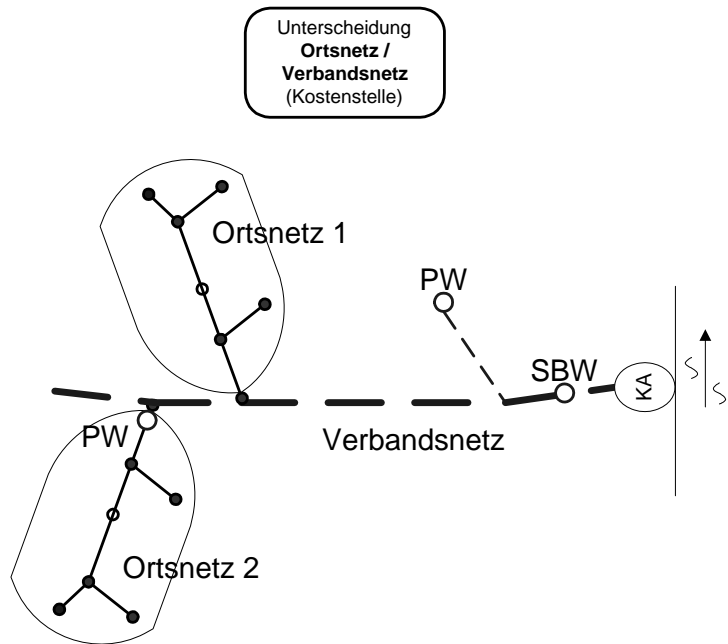 Unterscheidung
Ortsnetz /
Verbandsnetz
(Kostenstelle)
Ortsnetz 1
PW
SBW
KA
PW
Verbandsnetz
Ortsnetz 2